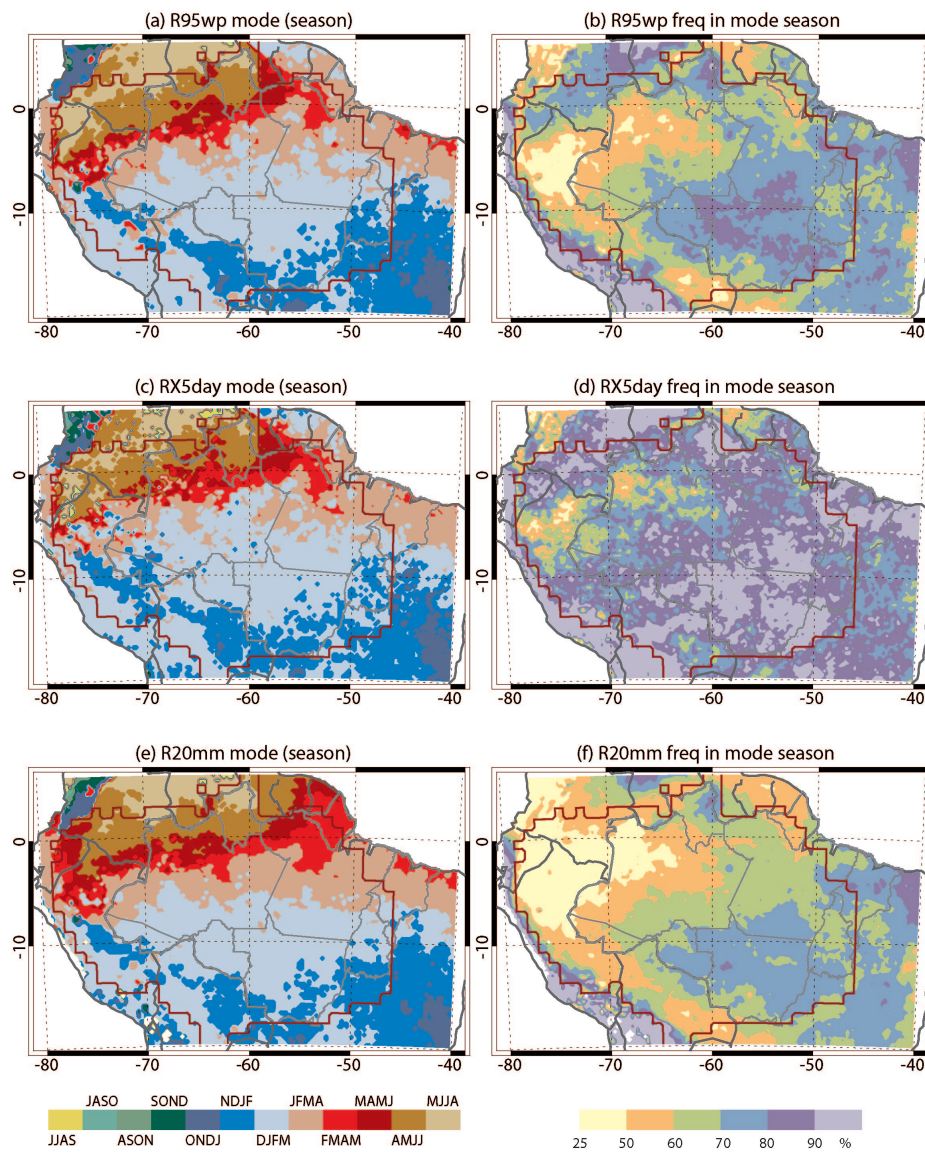 (a) R95wp mode (season)
(b) R95wp freq in mode season
0
-10
0
-10
-80 -70 -60 -50 -40
-80 -70 -60 -50 -40
(c) RX5day mode (season)
(d) RX5day freq in mode season
0
-10
0
-10
-80 -70 -60 -50 -40
-80 -70 -60 -50 -40
(e) R20mm mode (season)
(f) R20mm freq in mode season
0
-10
0
-10
-80 -70 -60 -50 -40
-80 -70 -60 -50 -40
JASO SOND NDJF JFMA MAMJ MJJA
JJAS ASON ONDJ DJFM FMAM AMJJ
25 50 60 70 80 90 %